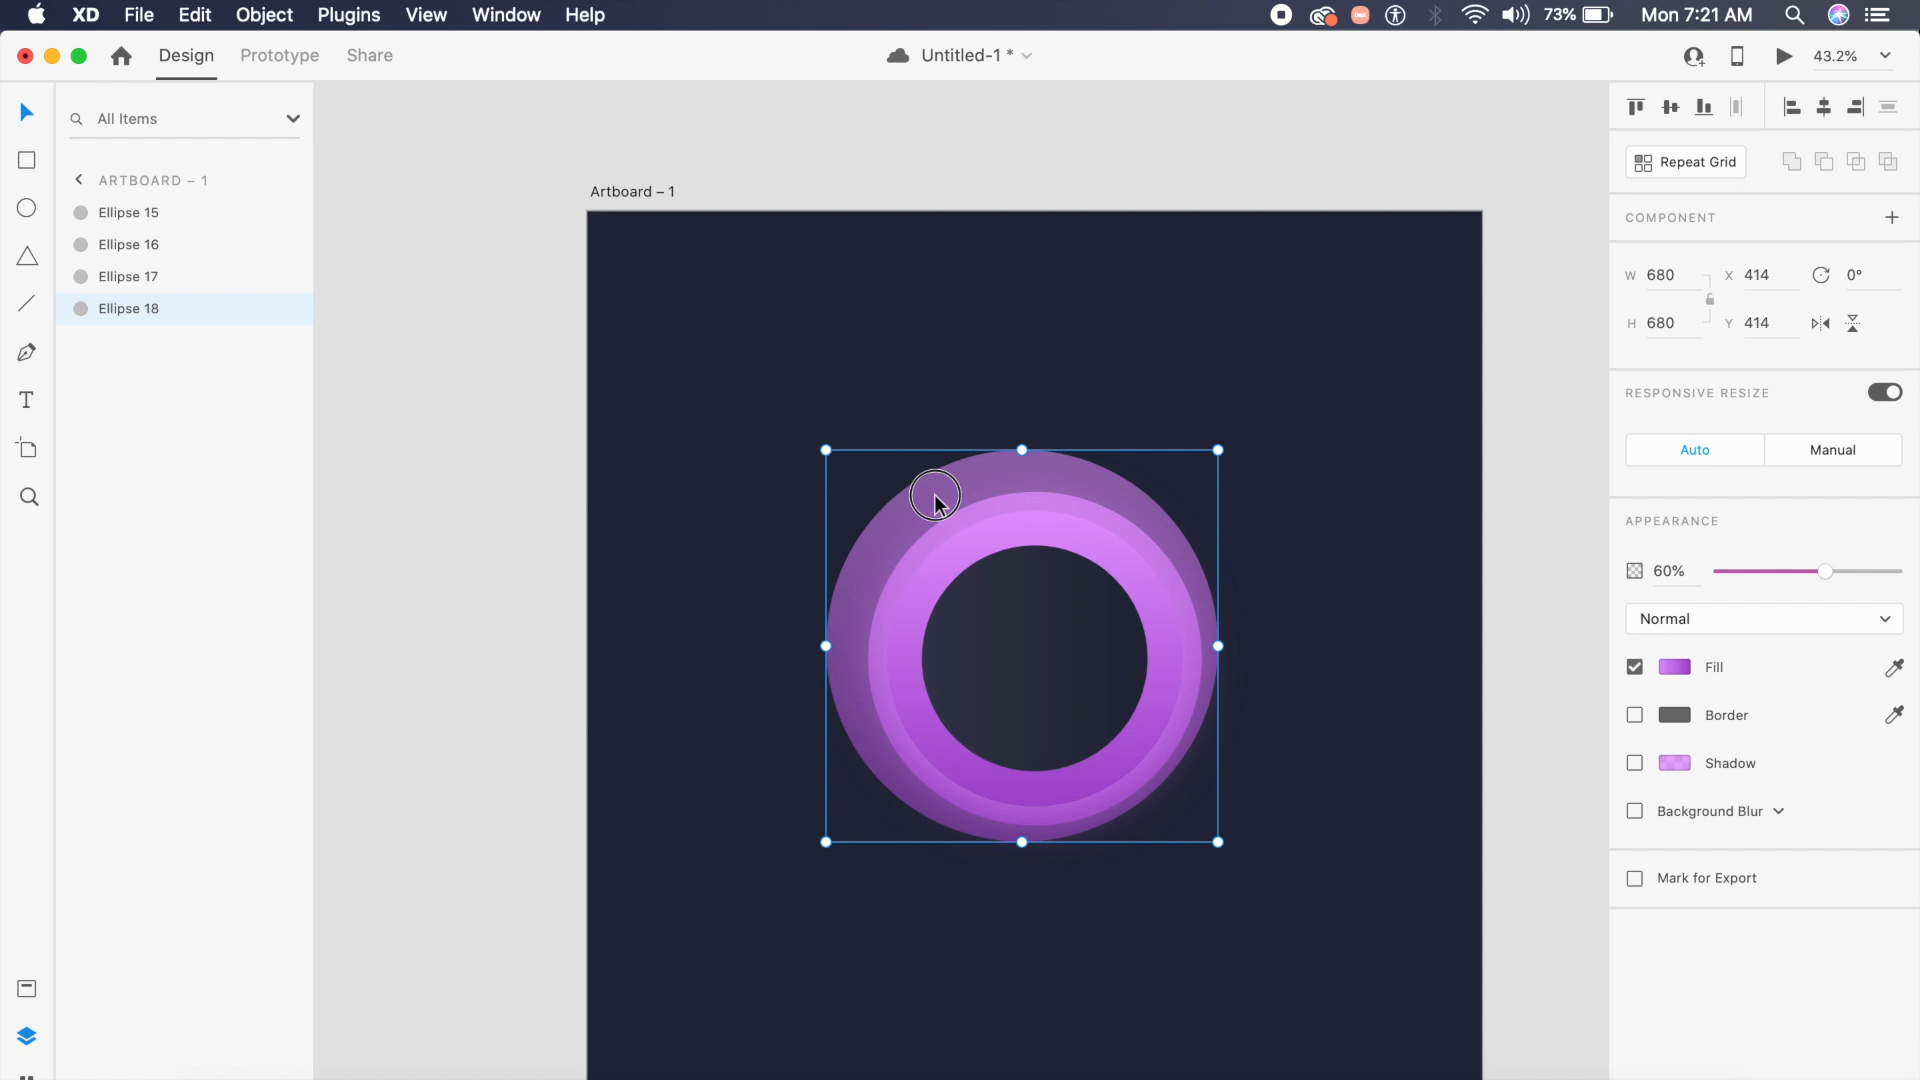 XD File Edit Object Plugins View Window Help 73% Mon 7:21 AM
Design Prototype Share Untitled-1 * 43.2%
All Items
ARTBOARD – 1
Ellipse 15
Ellipse 16
Ellipse 17
Ellipse 18
Artboard – 1
Repeat Grid
COMPONENT
W 680 X 414 0°
H 680 Y 414
RESPONSIVE RESIZE
Auto Manual
APPEARANCE
60%
Normal
Fill
Border
Shadow
Background Blur
Mark for Export